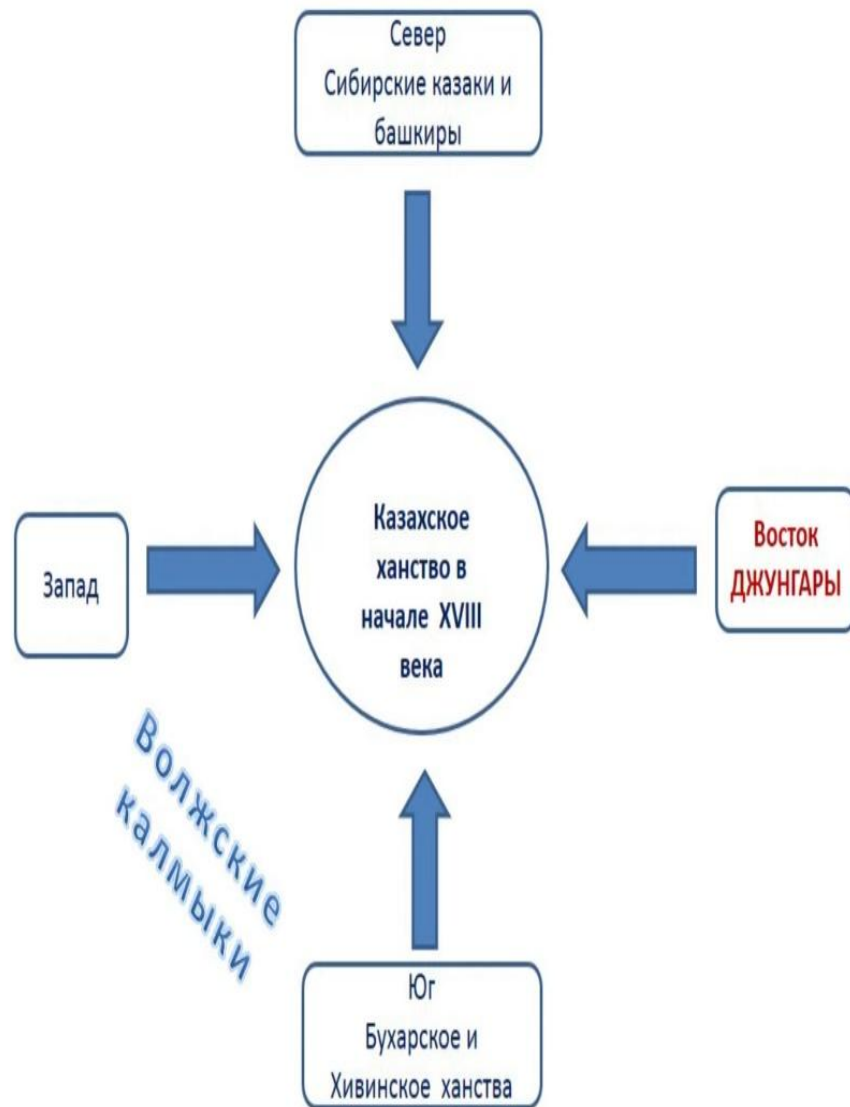 Север
Сибирские казаки и
башкиры
Запад
Казахское
ханство в
начале XVIII
века
Восток
ДЖУНГАРЫ
Волжские
калмыки
Юг
Бухарское и
Хивинское ханства